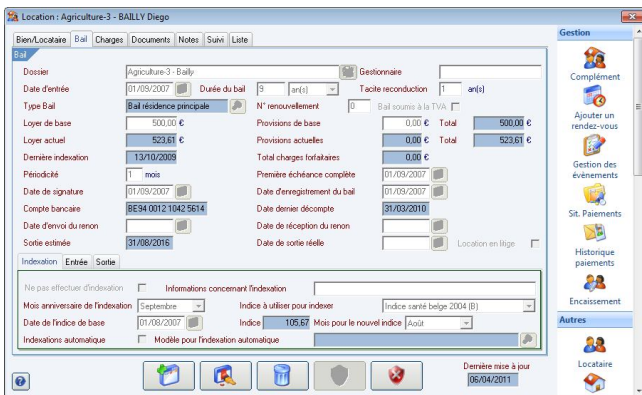 Location : Agriculture-3 - BAILLY Diego
Bien/Locataire Bail Charges Documents Notes Suivi Liste
Bail
Dossier Agriculture-3 - Bailly Gestionnaire
Date d'entrée 01/09/2007 Durée du bail 9 an(s) Tacite reconduction 1 an(s)
Type Bail Bail résidence principale N° renouvellement 0 Bail soumis à la TVA
Loyer de base 500,00 € Provisions de base 0,00 € Total 500,00 €
Loyer actuel 523,61 € Provisions actuelles 0,00 € Total 523,61 €
Dernière indexation 13/10/2009 Total charges forfaitaires 0,00 €
Périodicité 1 mois Première échéance complète 01/09/2007
Date de signature 01/09/2007 Date d'enregistrement du bail 01/09/2007
Compte bancaire BE94 0012 1042 5614 Date dernier décompte 31/03/2010
Date d'envoi du renon Date de réception du renon
Sortie estimée 31/08/2016 Date de sortie réelle Location en litige
Indexation Entrée Sortie
Ne pas effectuer d'indexation Informations concernant l'indexation
Mois anniversaire de l'indexation Septembre Indice à utiliser pour indexer Indice santé belge 2004 (B)
Date de l'indice de base 01/08/2007 Indice 105,67 Mois pour le nouvel indice Août
Indexations automatique Modèle pour l'indexation automatique
Dernière mise à jour
06/04/2011
Gestion
Complément
Ajouter un
rendez-vous
Gestion des
évènements
Sit. Paiements
Historique
paiements
Encaissement
Autres
Locataire